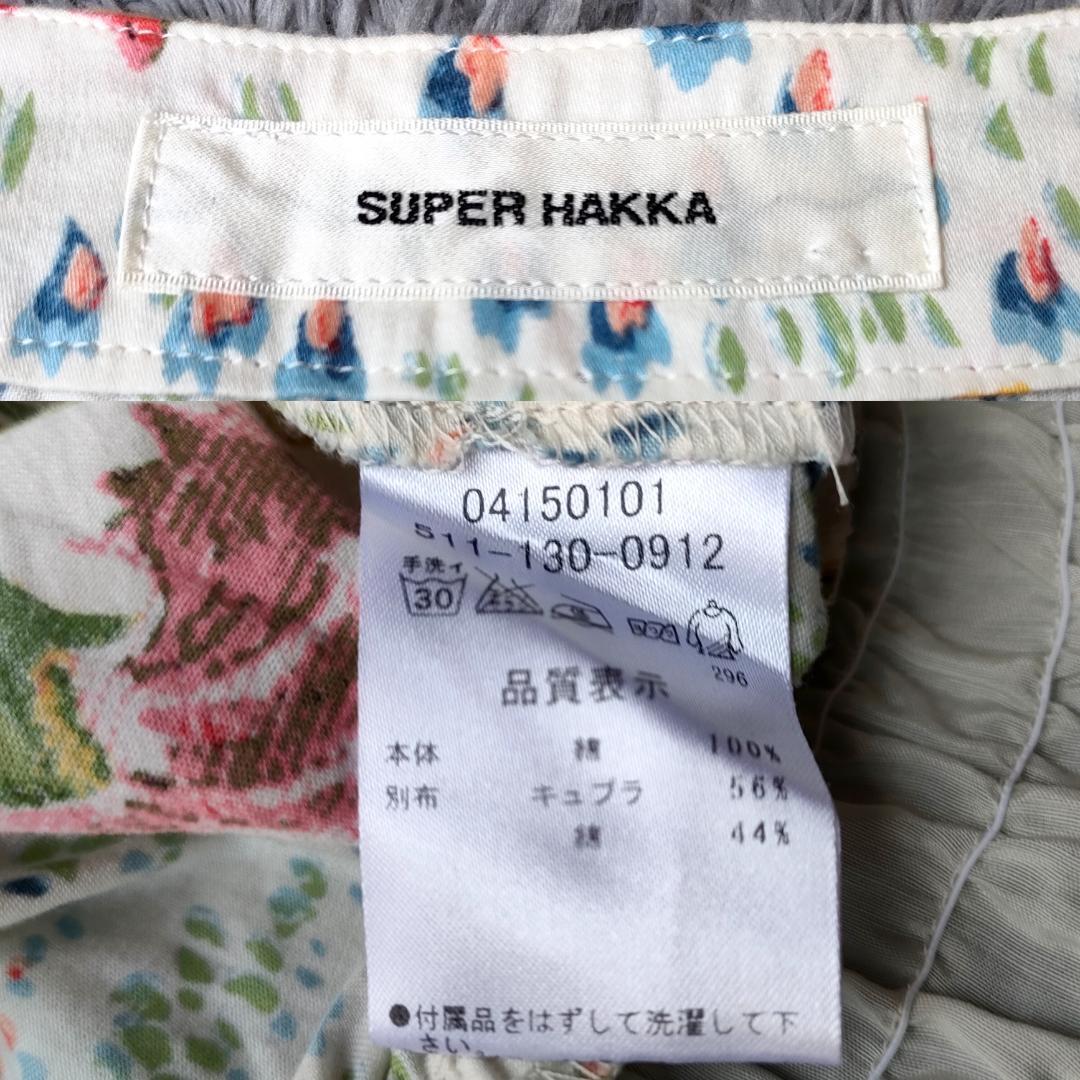 SUPER HAKKA
04150101
511-130-0912
手洗イ
30
296
品質表示
本体 綿 100%
別布 キュプラ 56%
綿 44%
●付属品をはずして洗濯して下
さい。